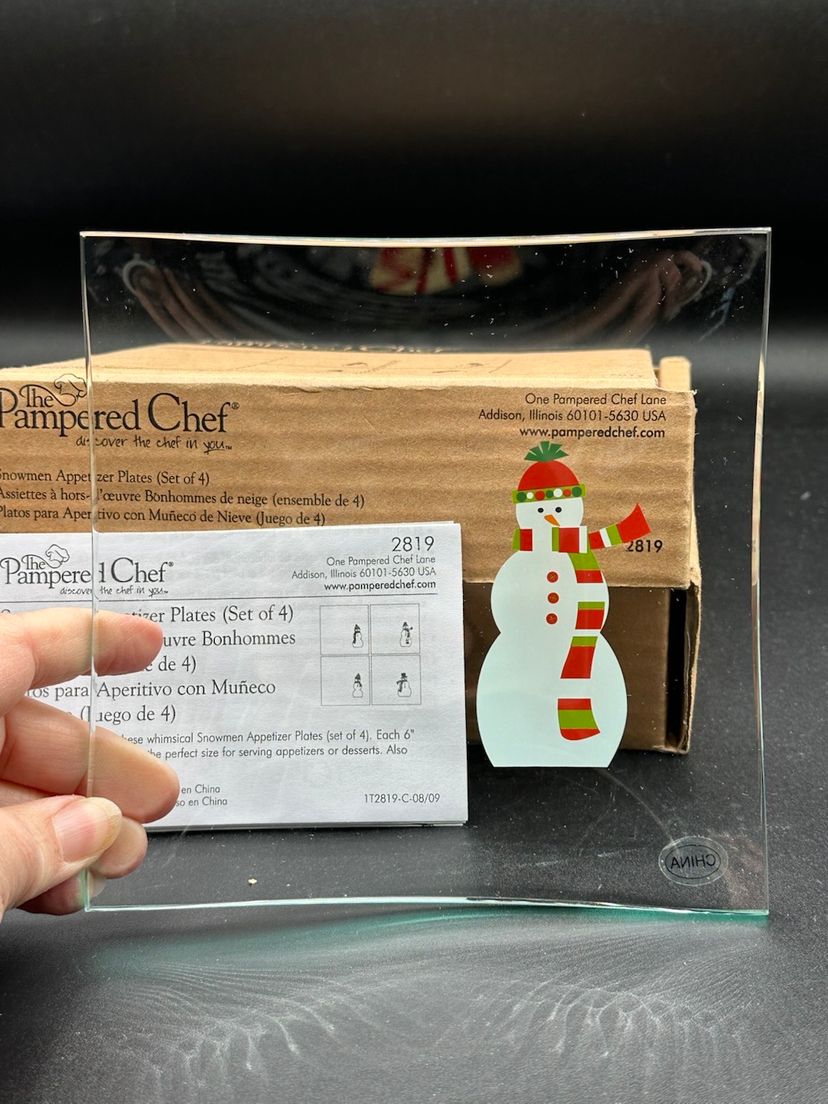 The
Pampered Chef®
discover the chef in you™
One Pampered Chef Lane
Addison, Illinois 60101-5630 USA
www.pamperedchef.com
Snowmen Appetizer Plates (Set of 4)
Assiettes à hors-d'œuvre Bonhommes de neige (ensemble de 4)
Platos para Aperitivo con Muñeco de Nieve (Juego de 4)
2819
The
Pampered Chef®
discover the chef in you™
2819
One Pampered Chef Lane
Addison, Illinois 60101-5630 USA
www.pamperedchef.com
Appetizer Plates (Set of 4)
Bonhommes
de 4)
para Aperitivo con Muñeco
(Juego de 4)
these whimsical Snowmen Appetizer Plates (set of 4). Each 6"
the perfect size for serving appetizers or desserts. Also
en China
en China
1T2819-C-08/09
CHINA